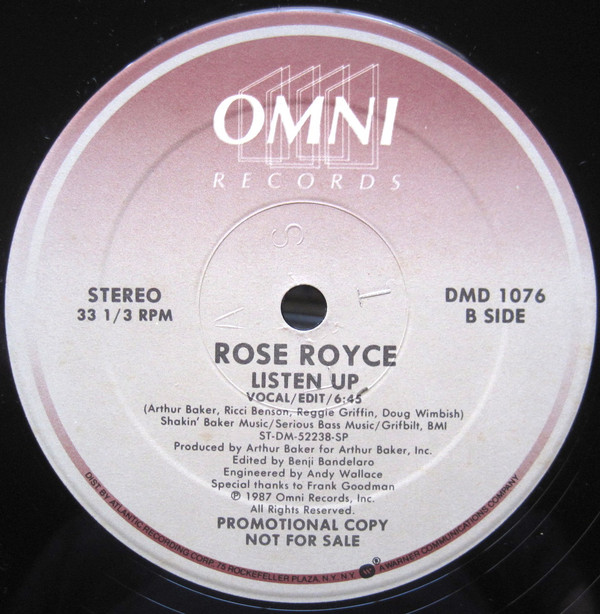 OMNI
RECORDS
STEREO
33 1/3 RPM
DMD 1076
B SIDE
ROSE ROYCE
LISTEN UP
VOCAL/EDIT/6:45
(Arthur Baker, Ricci Benson, Reggie Griffin, Doug Wimbish)
Shakin' Baker Music/Serious Bass Music/Grifbilt, BMI
ST-DM-52238-SP
Produced by Arthur Baker for Arthur Baker, Inc.
Edited by Benji Bandelaro
Engineered by Andy Wallace
Special thanks to Frank Goodman
℗ 1987 Omni Records, Inc.
All Rights Reserved.
PROMOTIONAL COPY
NOT FOR SALE
DIST. BY ATLANTIC RECORDING CORP. 75 ROCKEFELLER PLAZA, N.Y. N.Y. ® A WARNER COMMUNICATIONS COMPANY